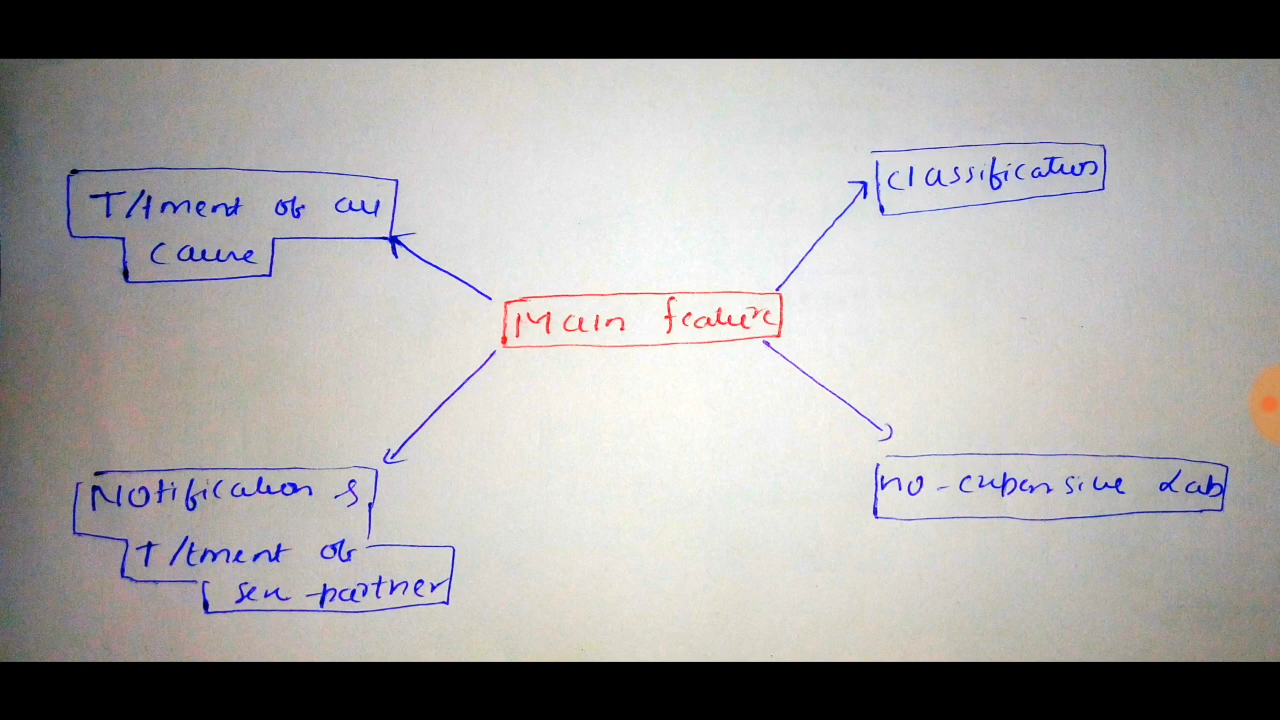 T/tment of all
cause
classification
Main feature
Notification &
T/tment of
sex-partner
no-expensive Lab